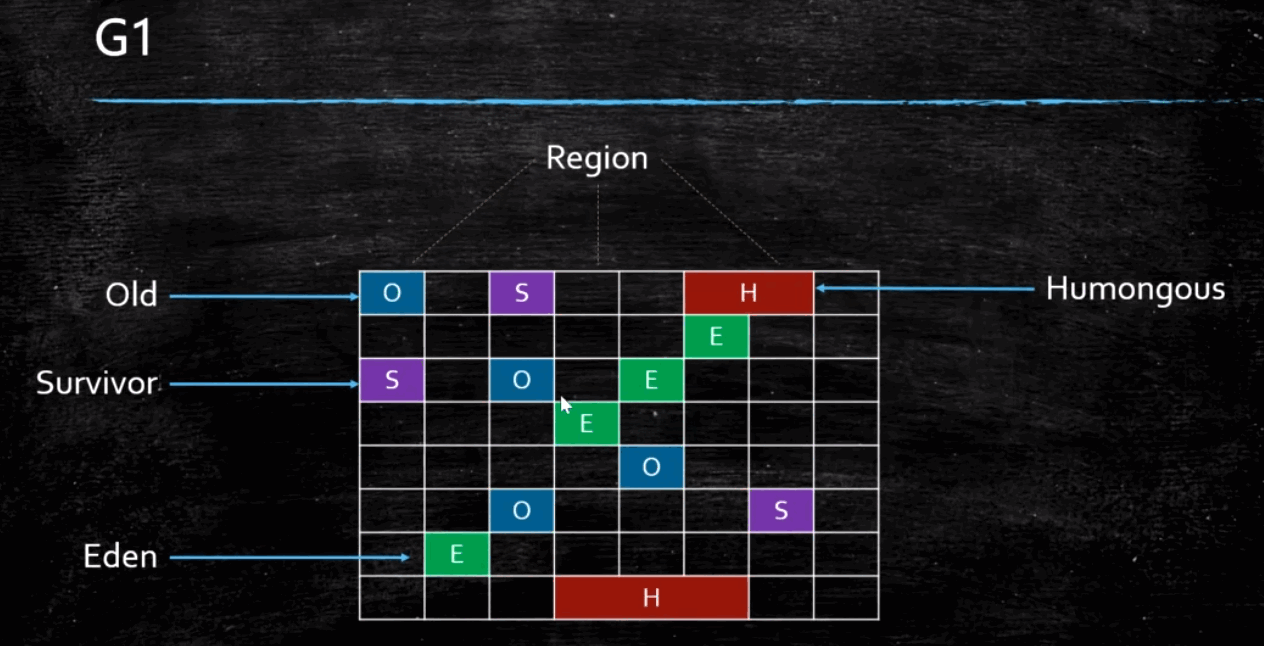 G1
Region
Old
O S H
Humongous
E
Survivor
S O E
E
O
O S
Eden
E
H